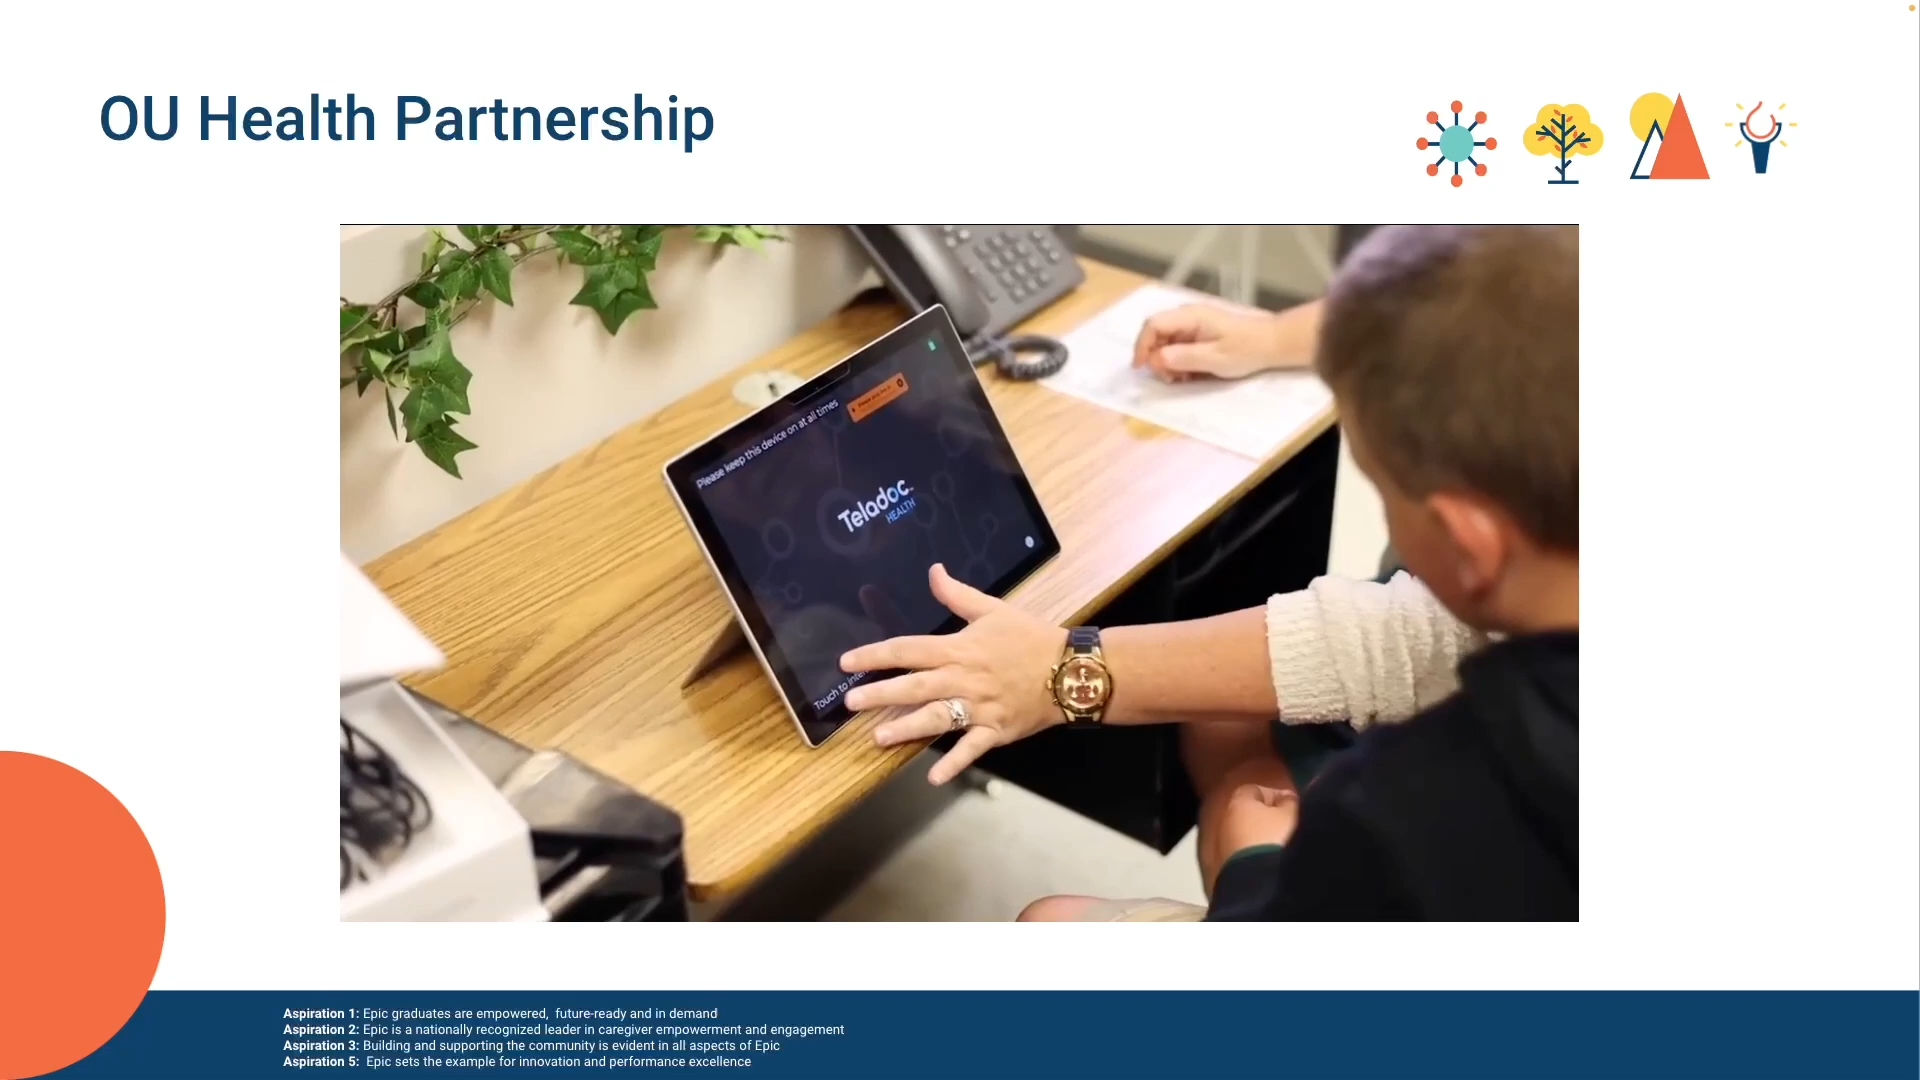 OU Health Partnership
Please keep this device on at all times
Teladoc
HEALTH
Touch to
Aspiration 1: Epic graduates are empowered,  future-ready and in demand
Aspiration 2: Epic is a nationally recognized leader in caregiver empowerment and engagement
Aspiration 3: Building and supporting the community is evident in all aspects of Epic
Aspiration 5:  Epic sets the example for innovation and performance excellence